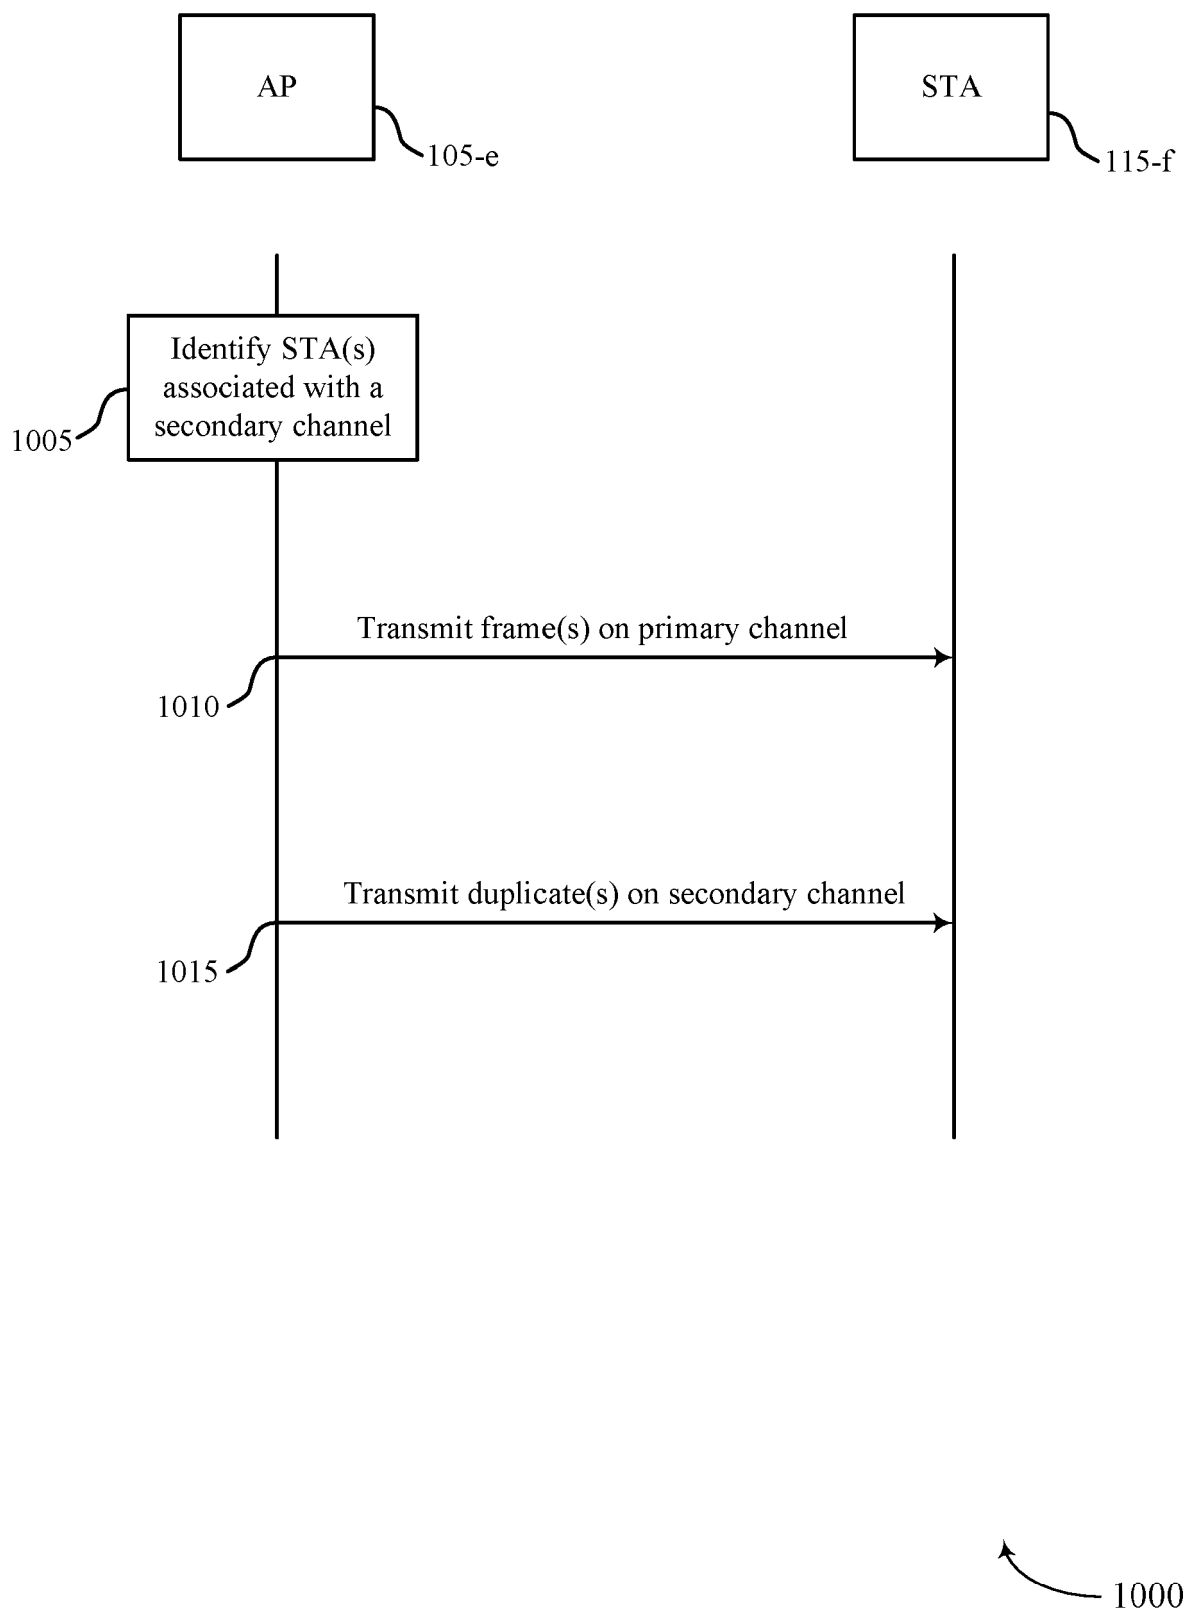 AP
STA
105-e
115-f
Identify STA(s)
associated with a
secondary channel
1005
Transmit frame(s) on primary channel
1010
Transmit duplicate(s) on secondary channel
1015
1000